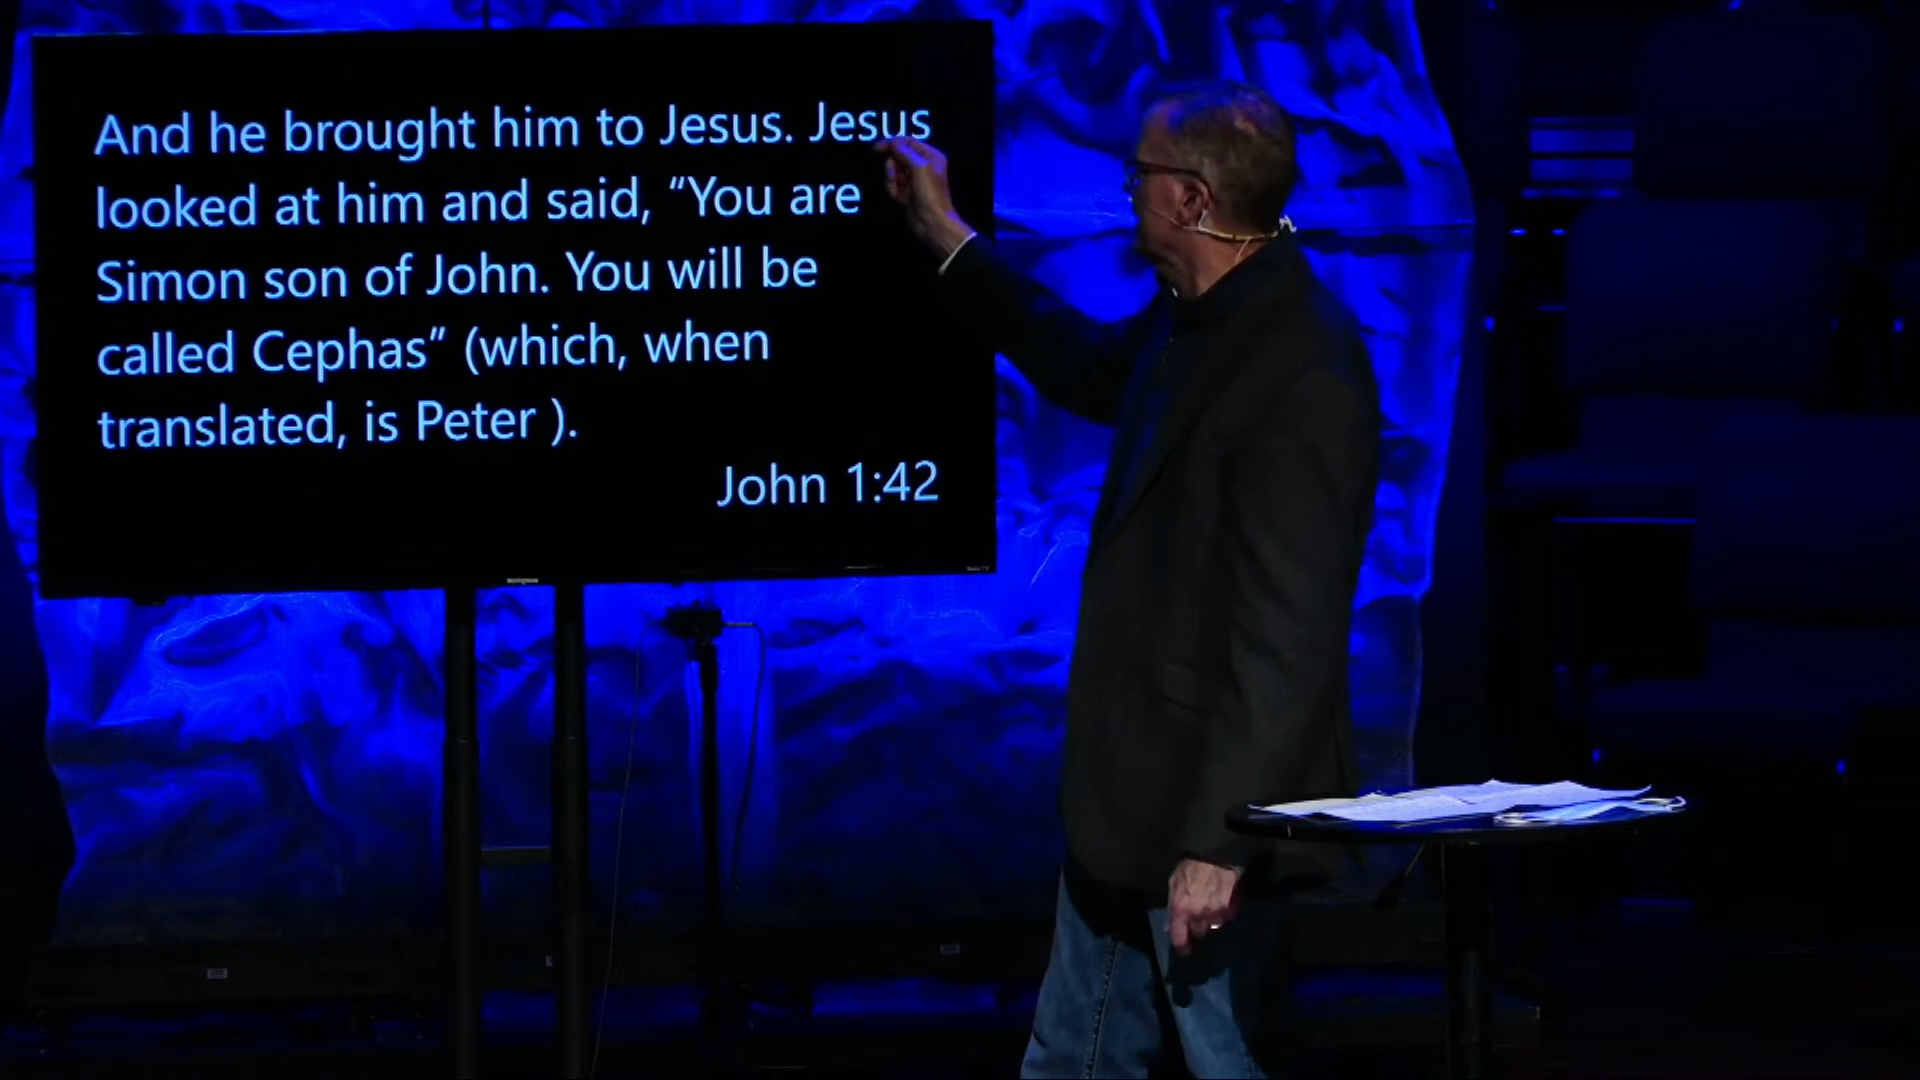 And he brought him to Jesus. Jesus
looked at him and said, “You are
Simon son of John. You will be
called Cephas” (which, when
translated, is Peter ).
John 1:42